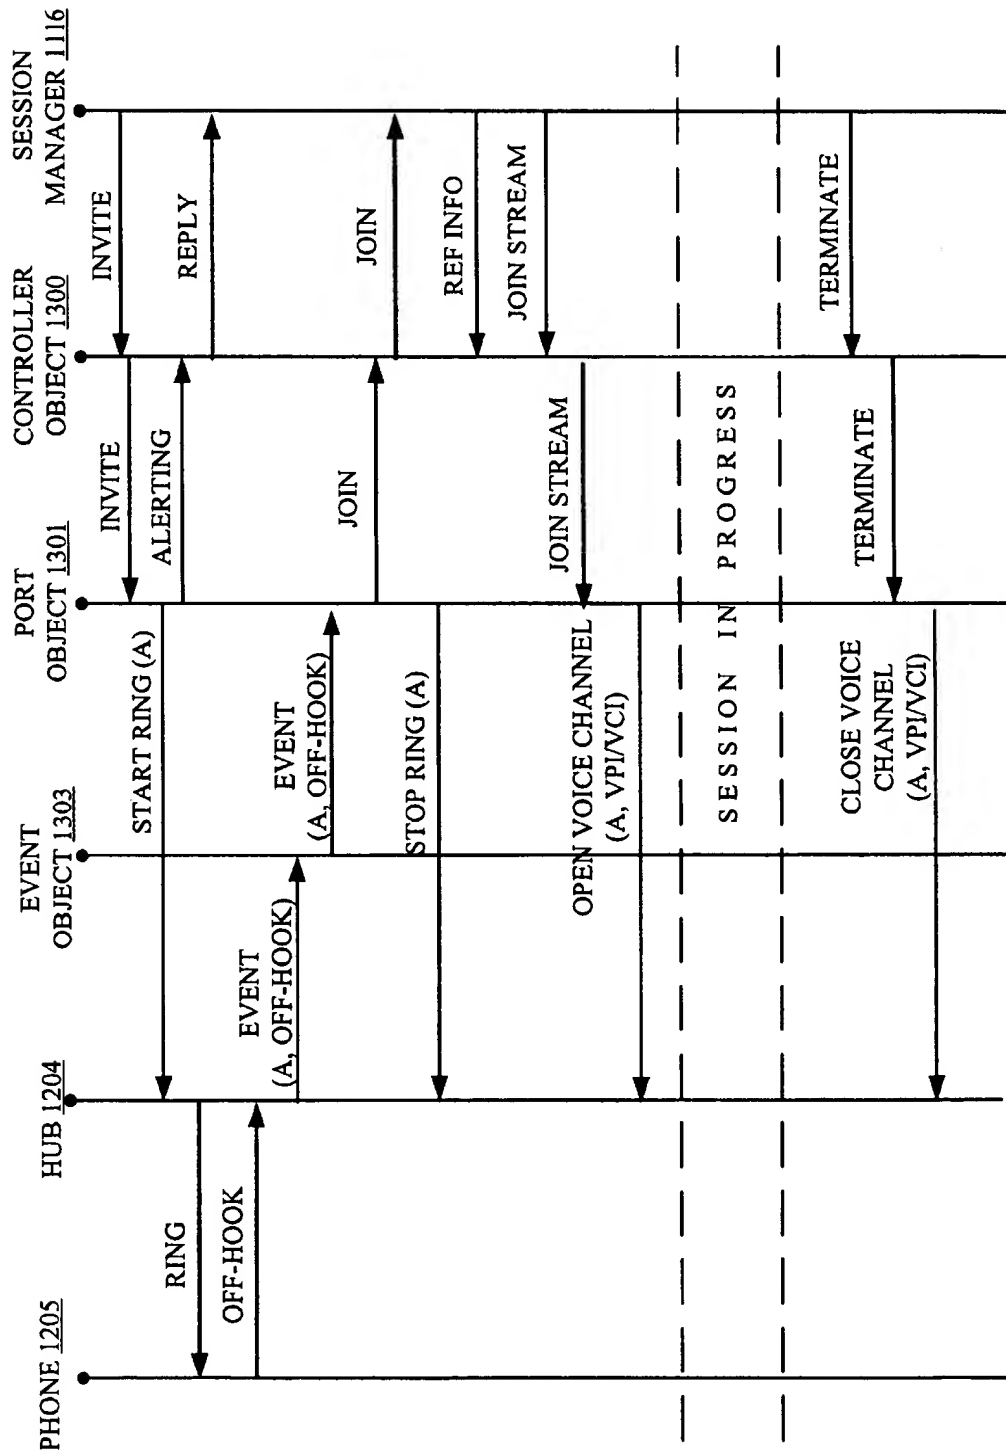 PHONE 1205
HUB 1204
EVENT
OBJECT 1303
PORT
OBJECT 1301
CONTROLLER
OBJECT 1300
SESSION
MANAGER 1116
INVITE
INVITE
START RING (A)
ALERTING
RING
REPLY
OFF-HOOK
EVENT
(A, OFF-HOOK)
EVENT
(A, OFF-HOOK)
JOIN
JOIN
STOP RING (A)
REF INFO
JOIN STREAM
JOIN STREAM
OPEN VOICE CHANNEL
(A, VPI/VCI)
SESSION IN PROGRESS
TERMINATE
TERMINATE
CLOSE VOICE
CHANNEL
(A, VPI/VCI)